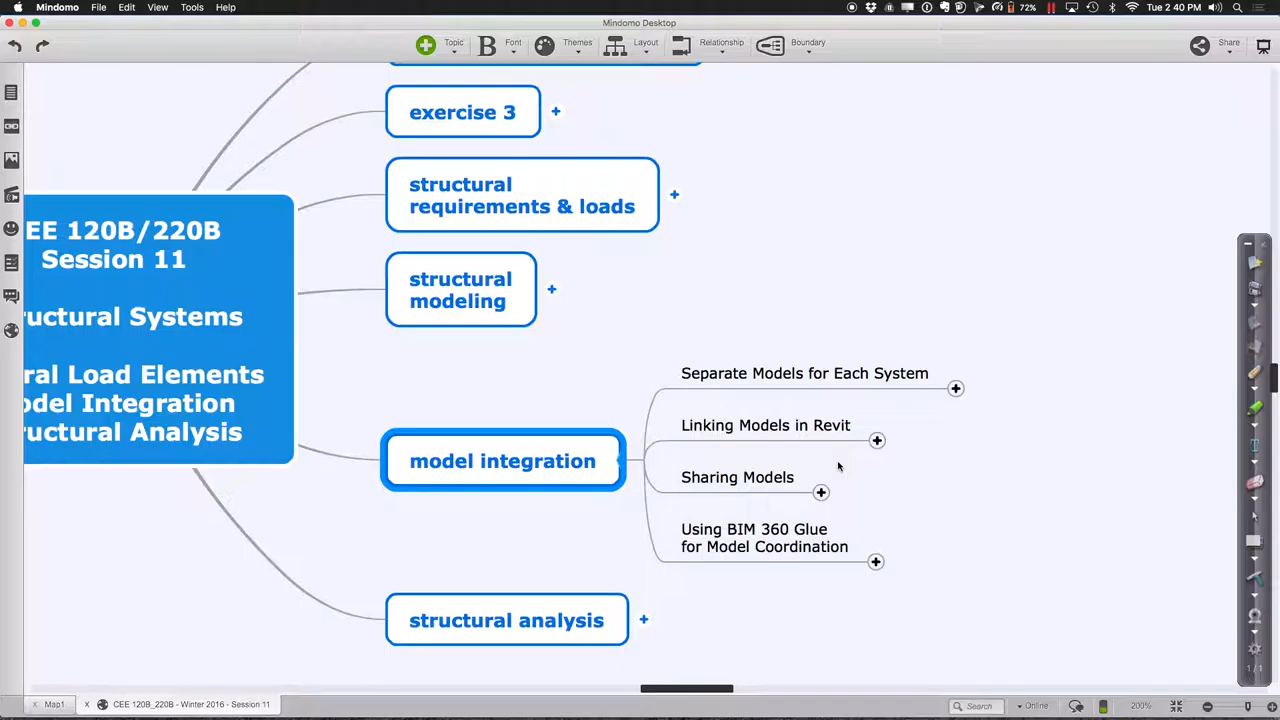 Mindomo File Edit View Tools Help 72% Tue 2:40 PM
Mindomo Desktop
Topic Font Themes Layout Relationship Boundary Share
exercise 3
structural
requirements & loads
EE 120B/220B
Session 11
uctural Systems
ral Load Elements
odel Integration
uctural Analysis
structural
modeling
model integration
Separate Models for Each System
Linking Models in Revit
Sharing Models
Using BIM 360 Glue
for Model Coordination
structural analysis
1/1
Map1 CEE 120B_220B - Winter 2016 - Session 11 Search Online 200%